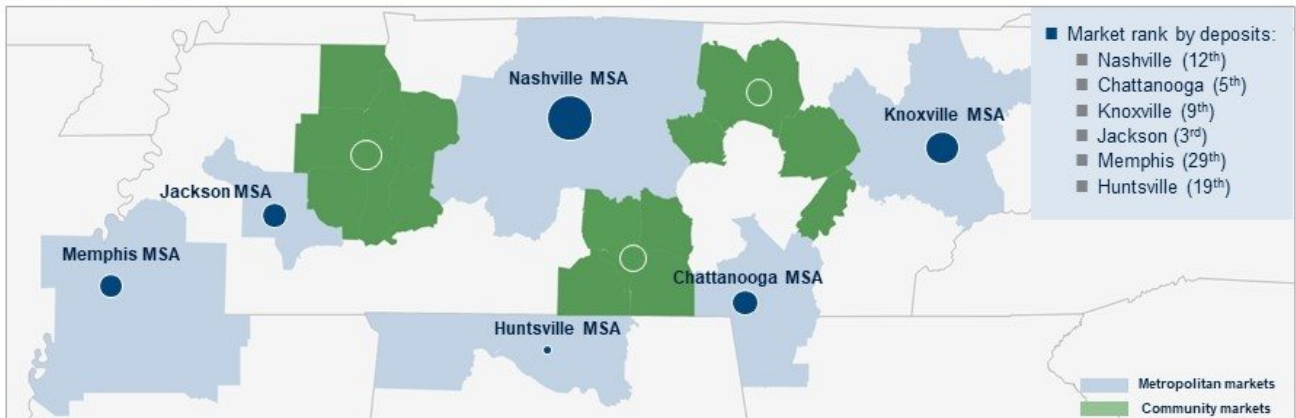 Market rank by deposits:
Nashville (12th)
Chattanooga (5th)
Knoxville (9th)
Jackson (3rd)
Memphis (29th)
Huntsville (19th)
Nashville MSA
Knoxville MSA
Jackson MSA
Memphis MSA
Chattanooga MSA
Huntsville MSA
Metropolitan markets
Community markets